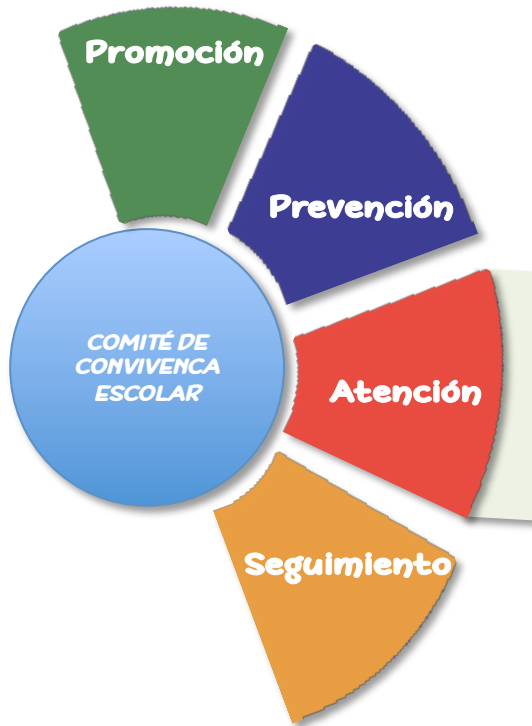 Promoción
Prevención
COMITÉ DE
CONVIVENCA
ESCOLAR
Atención
Seguimiento